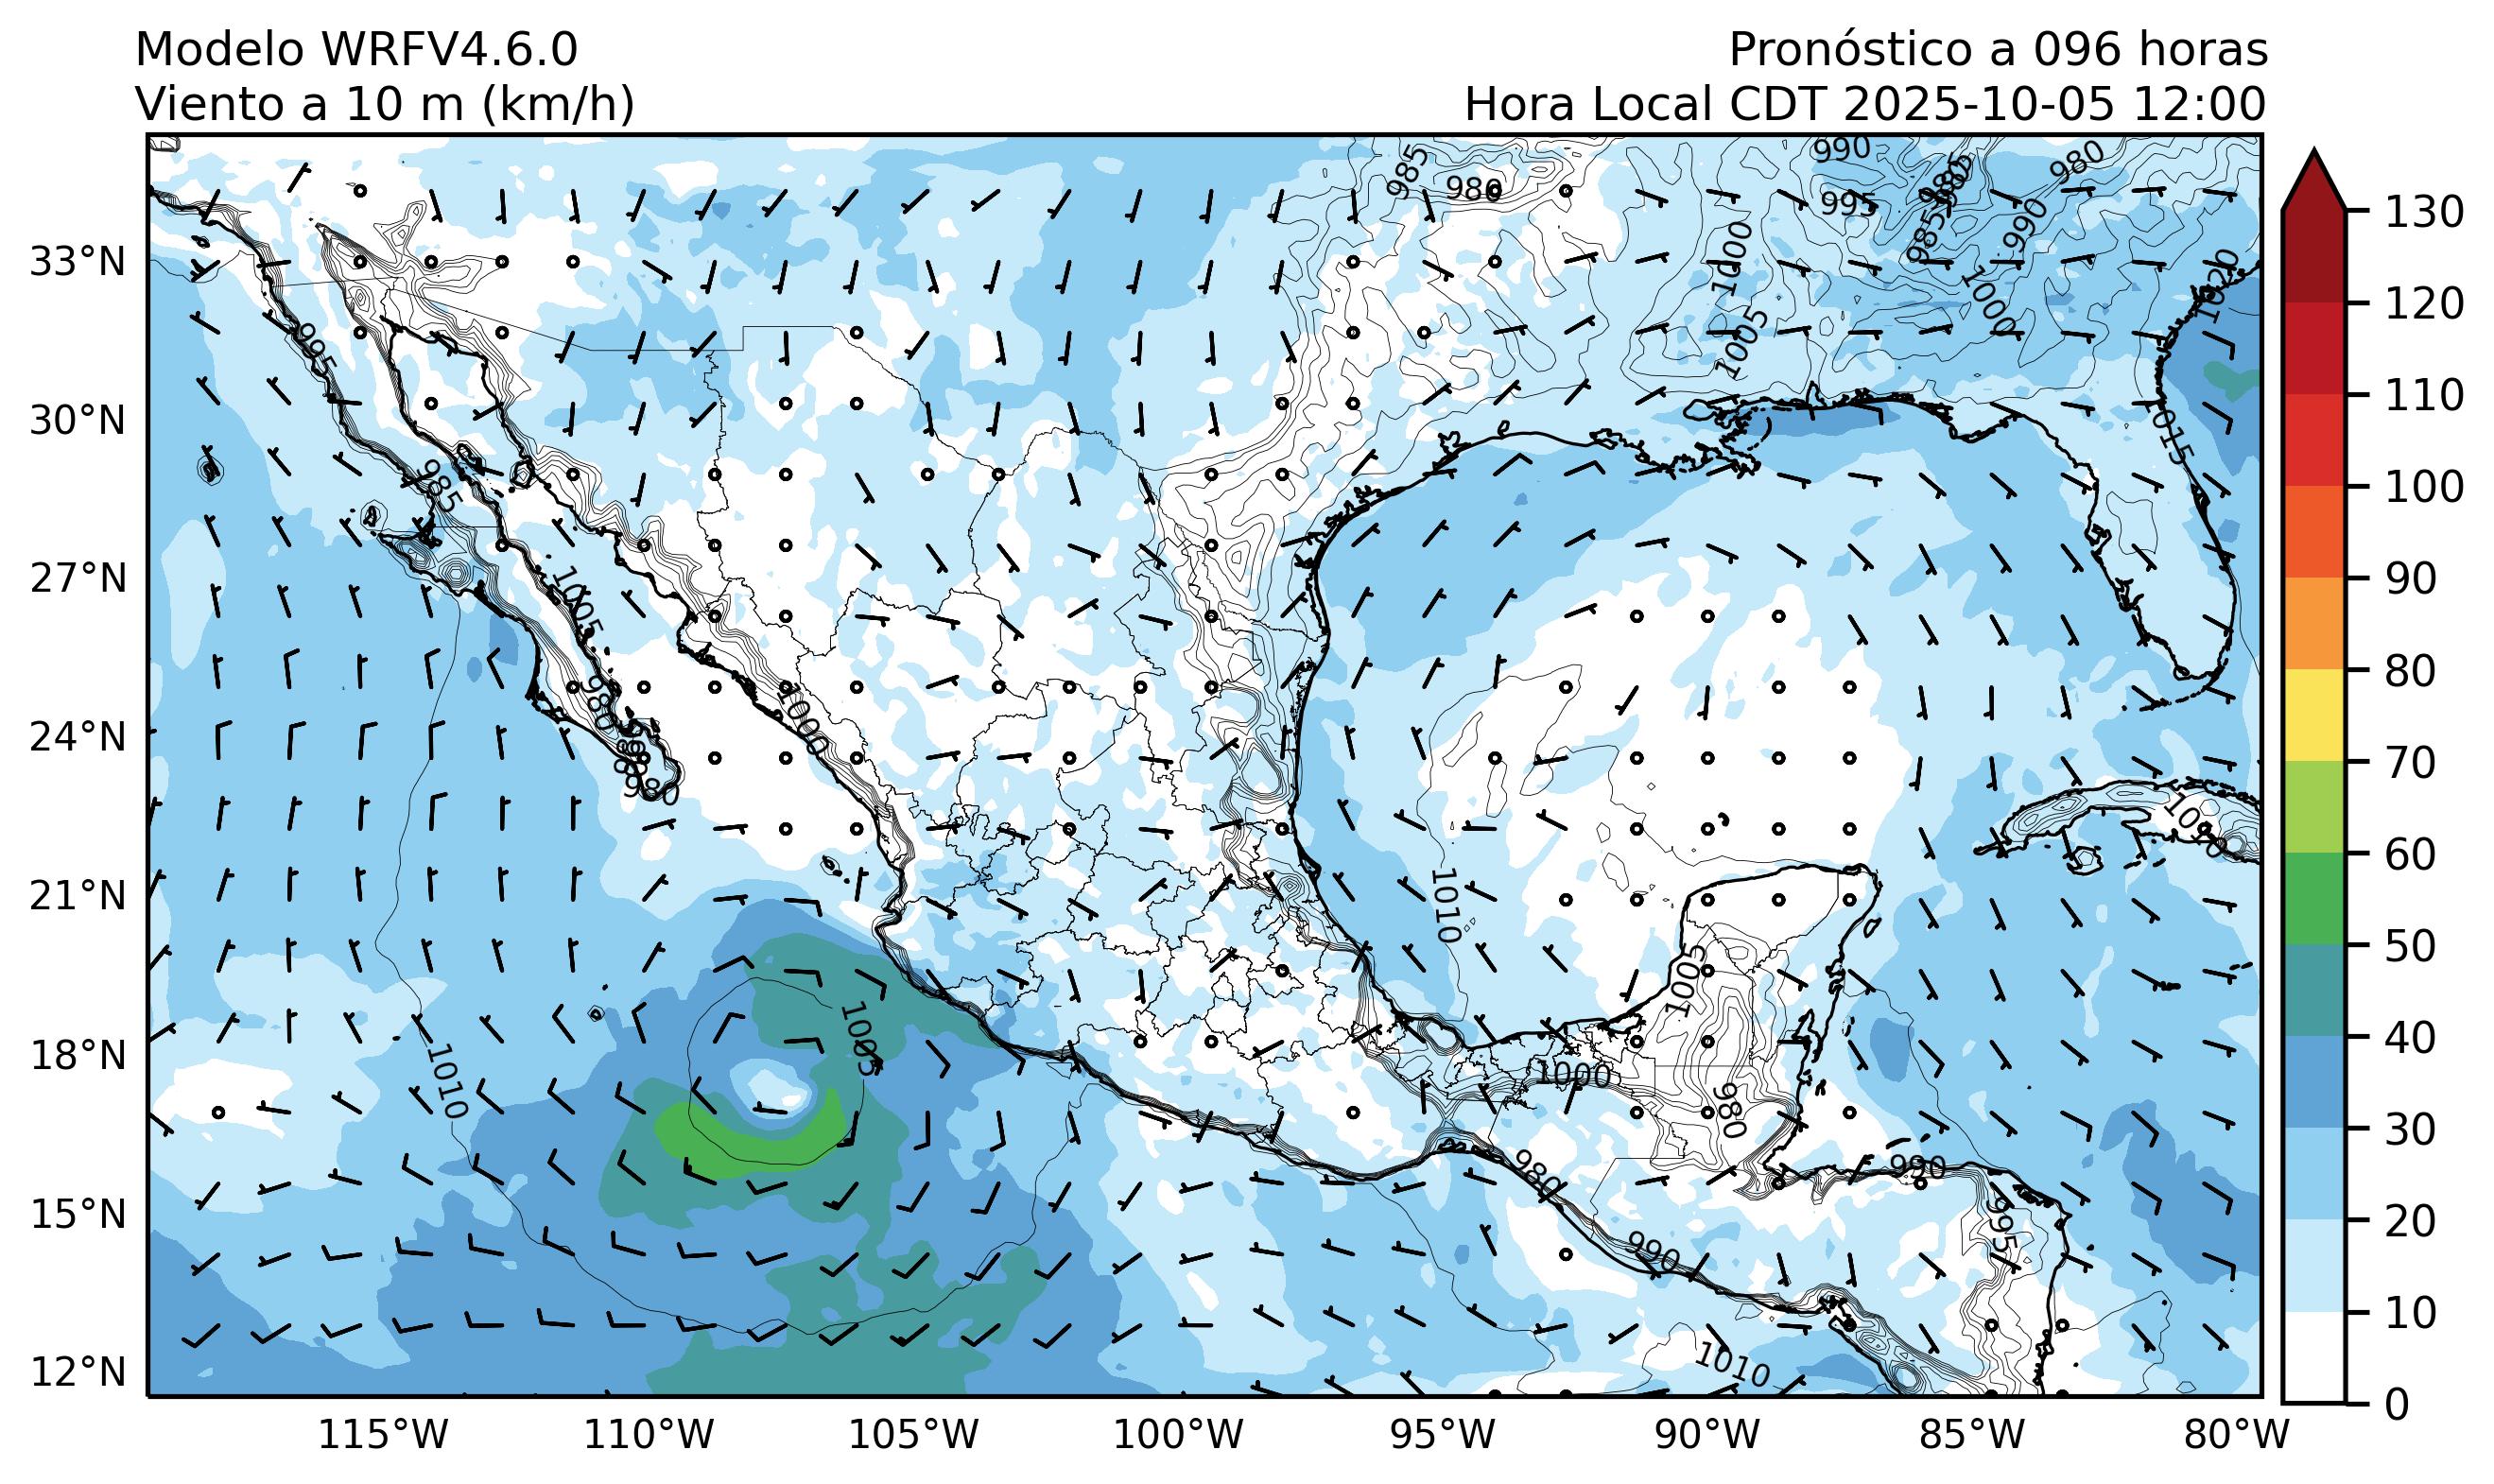 Modelo WRFV4.6.0
Viento a 10 m (km/h)
Pronóstico a 096 horas
Hora Local CDT 2025-10-05 12:00
33°N
30°N
27°N
24°N
21°N
18°N
15°N
12°N
115°W
110°W
105°W
100°W
95°W
90°W
85°W
80°W
130
120
110
100
90
80
70
60
50
40
30
20
10
0
985
980
990
995
985
980
985
990
1000
1000
1005
1020
1015
995
985
1005
980
980
1000
1010
1010
1005
1010
1005
1000
980
980
990
990
995
1010